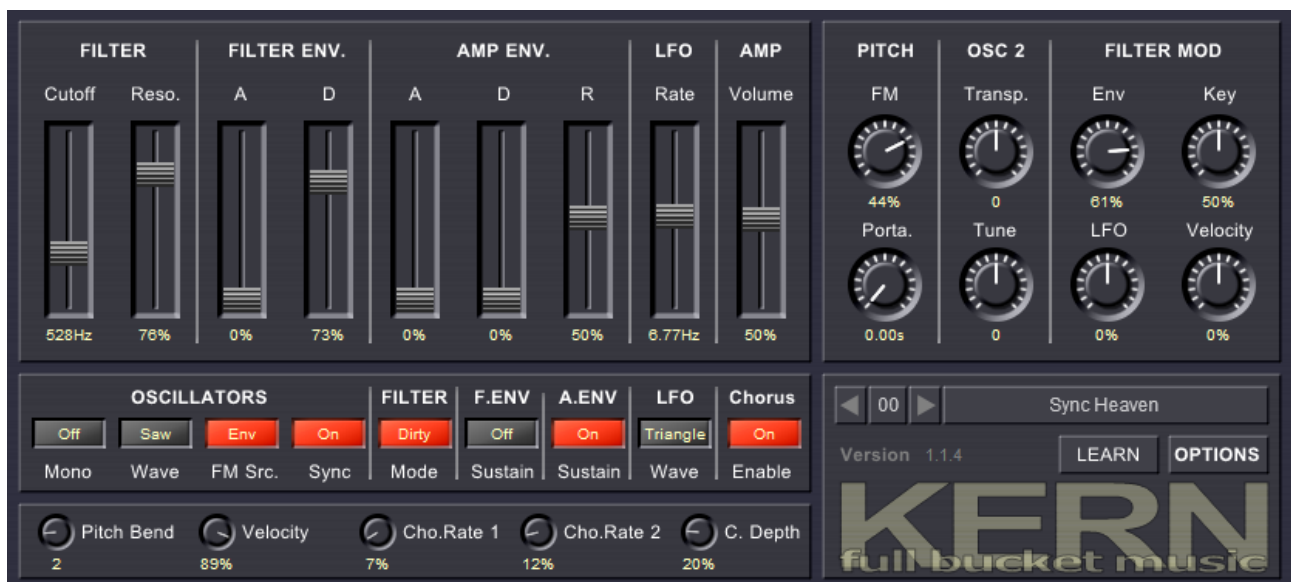 FILTER FILTER ENV. AMP ENV. LFO AMP
Cutoff Reso. A D A D R Rate Volume
528Hz 76% 0% 73% 0% 0% 50% 6.77Hz 50%
PITCH OSC 2 FILTER MOD
FM Transp. Env Key
44% 0 61% 50%
Porta. Tune LFO Velocity
0.00s 0 0% 0%
OSCILLATORS FILTER F.ENV A.ENV LFO Chorus
Off Saw Env On Dirty Off On Triangle On
Mono Wave FM Src. Sync Mode Sustain Sustain Wave Enable
Pitch Bend Velocity Cho.Rate 1 Cho.Rate 2 C. Depth
2 89% 7% 12% 20%
00 Sync Heaven
Version 1.1.4 LEARN OPTIONS
KERN
full bucket music